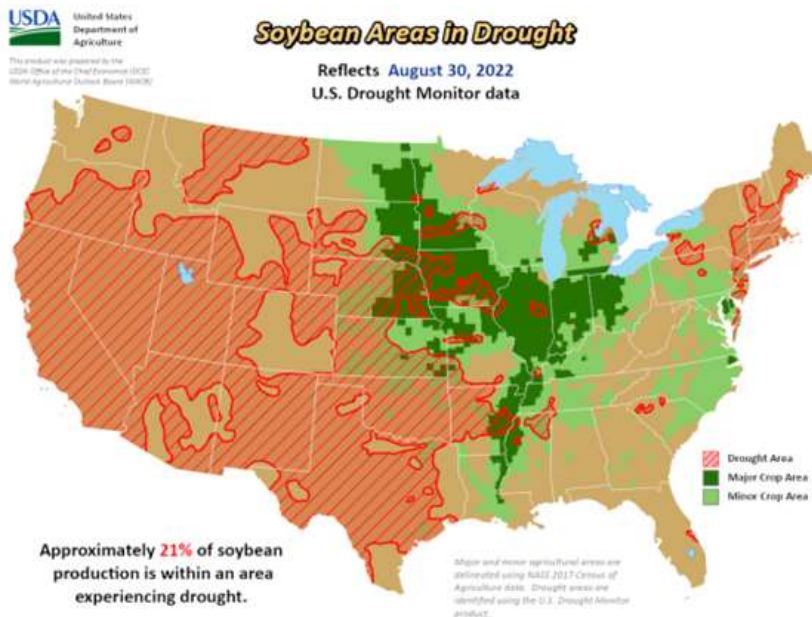 USDA
United States
Department of
Agriculture
This product was prepared by the
USDA Office of the Chief Economist (OCE)
World Agricultural Outlook Board (WAOB)
Soybean Areas in Drought
Reflects August 30, 2022
U.S. Drought Monitor data
Drought Area
Major Crop Area
Minor Crop Area
Approximately 21% of soybean
production is within an area
experiencing drought.
Major and minor agricultural areas are
delineated using NASS 2017 Census of
Agriculture data. Drought areas are
identified using the U.S. Drought Monitor
product.